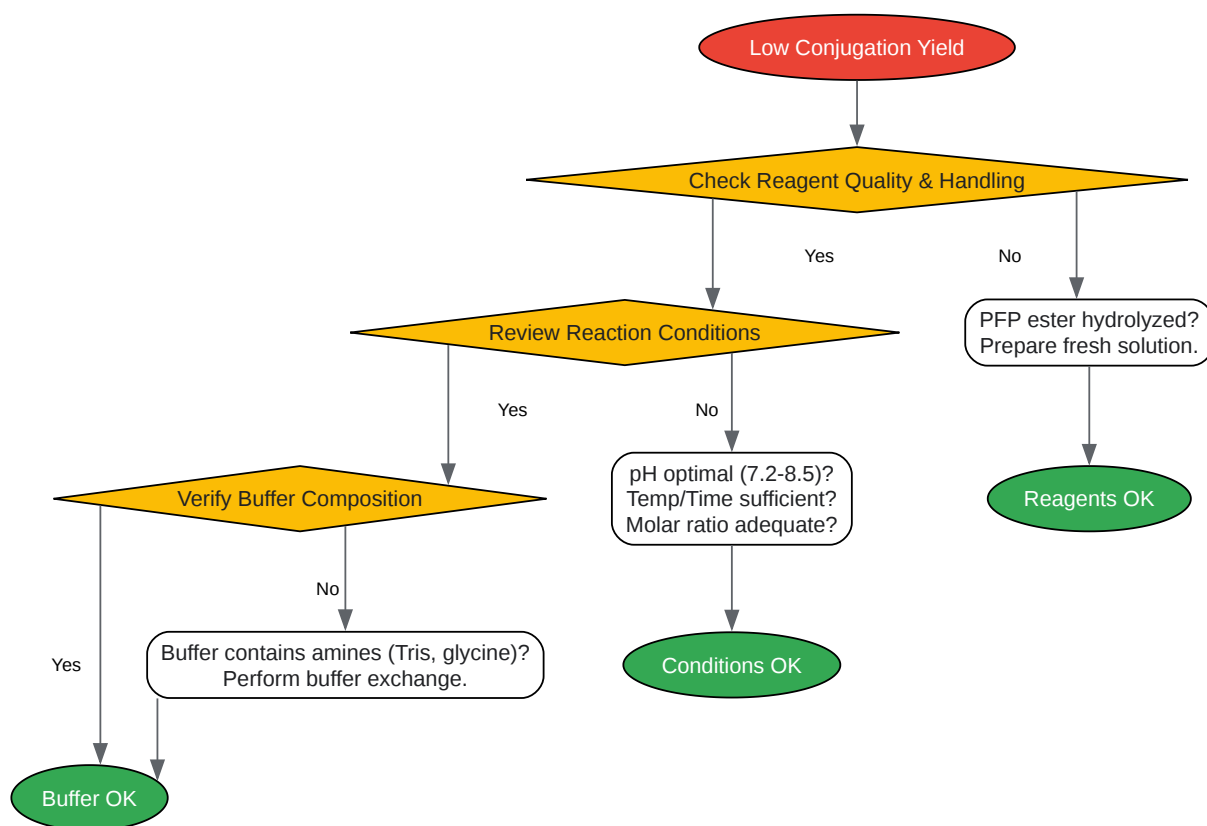 Low Conjugation Yield
Check Reagent Quality & Handling
Yes
No
Review Reaction Conditions
PFP ester hydrolyzed?
Prepare fresh solution.
Yes
No
Verify Buffer Composition
pH optimal (7.2-8.5)?
Temp/Time sufficient?
Molar ratio adequate?
Reagents OK
No
Yes
Buffer contains amines (Tris, glycine)?
Perform buffer exchange.
Conditions OK
Buffer OK